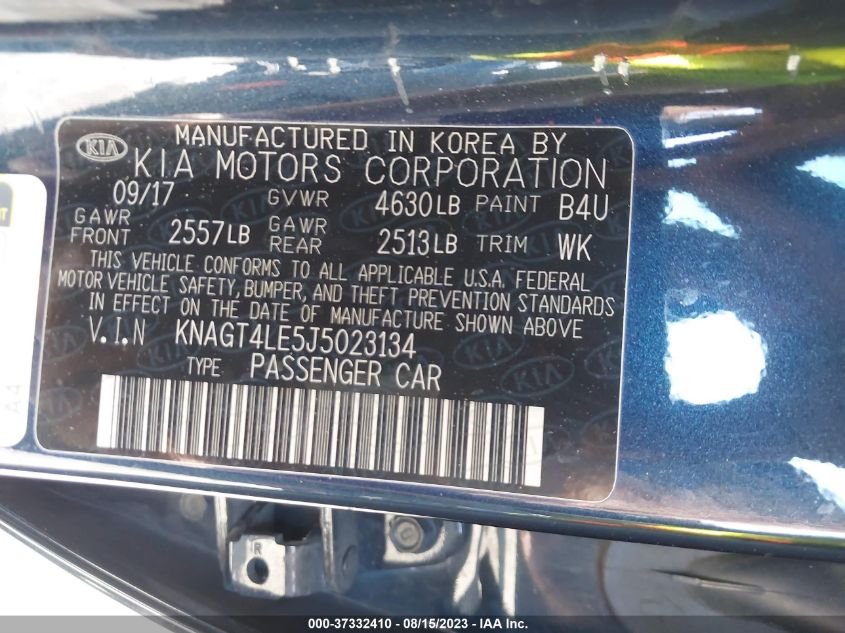 KIA
MANUFACTURED IN KOREA BY
KIA MOTORS CORPORATION
09/17 GVWR 4630LB PAINT B4U
GAWR FRONT 2557LB GAWR REAR 2513LB TRIM WK
THIS VEHICLE CONFORMS TO ALL APPLICABLE U.S.A. FEDERAL
MOTOR VEHICLE SAFETY, BUMPER, AND THEFT PREVENTION STANDARDS
IN EFFECT ON THE DATE OF MANUFACTURE SHOWN ABOVE
V.I.N KNAGT4LE5J5023134
TYPE PASSENGER CAR
R
000-37332410 - 08/15/2023 - IAA Inc.